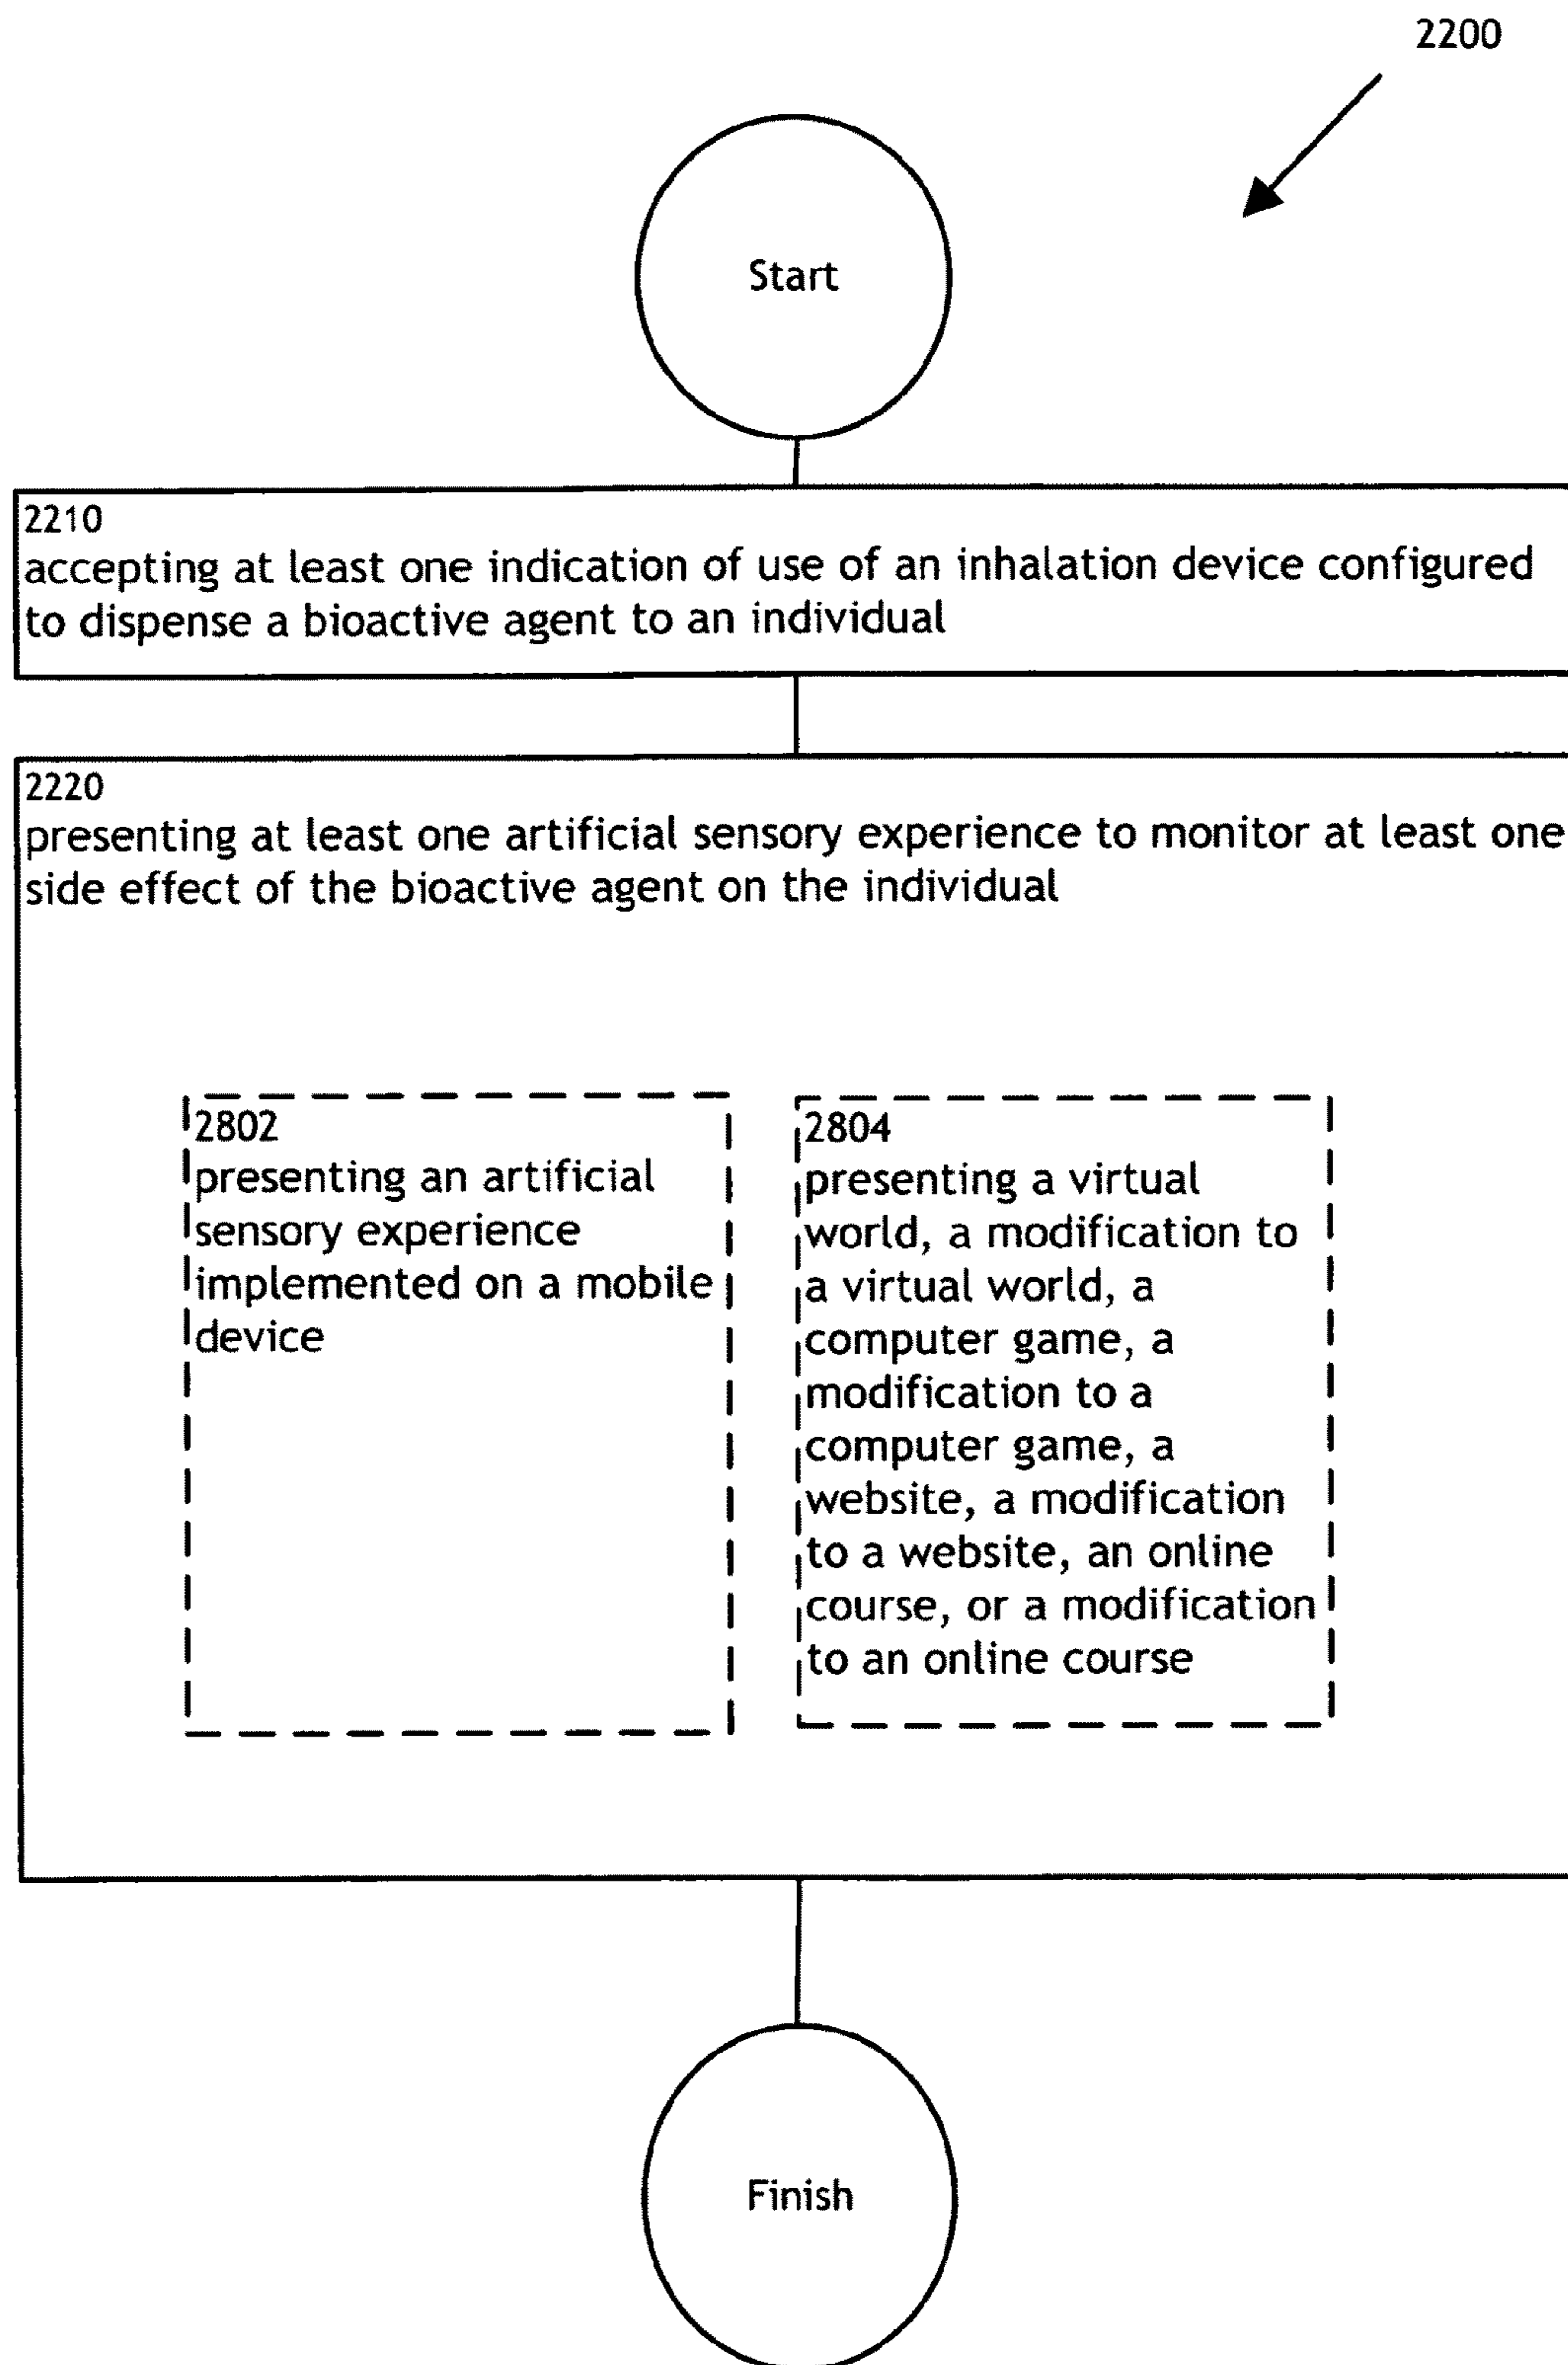 2200
Start
2210
accepting at least one indication of use of an inhalation device configured
to dispense a bioactive agent to an individual
2220
presenting at least one artificial sensory experience to monitor at least one
side effect of the bioactive agent on the individual
2802
presenting an artificial
sensory experience
implemented on a mobile
device
2804
presenting a virtual
world, a modification to
a virtual world, a
computer game, a
modification to a
computer game, a
website, a modification
to a website, an online
course, or a modification
to an online course
Finish